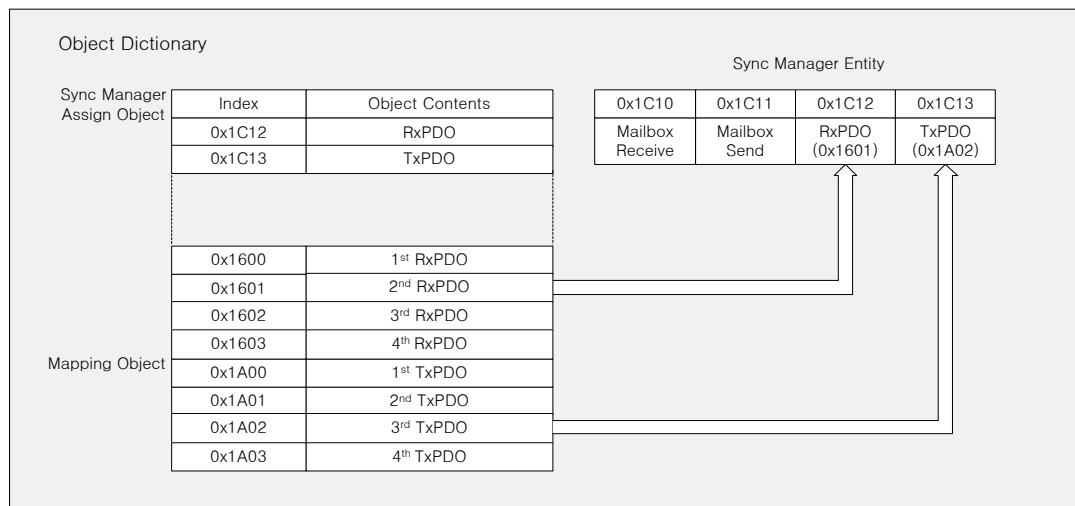 Object Dictionary
Sync Manager Entity
Sync Manager
Assign Object
Index Object Contents
0x1C12 RxPDO
0x1C13 TxPDO
0x1C10 0x1C11 0x1C12 0x1C13
Mailbox Receive Mailbox Send RxPDO (0x1601) TxPDO (0x1A02)
Mapping Object
0x1600 1st RxPDO
0x1601 2nd RxPDO
0x1602 3rd RxPDO
0x1603 4th RxPDO
0x1A00 1st TxPDO
0x1A01 2nd TxPDO
0x1A02 3rd TxPDO
0x1A03 4th TxPDO